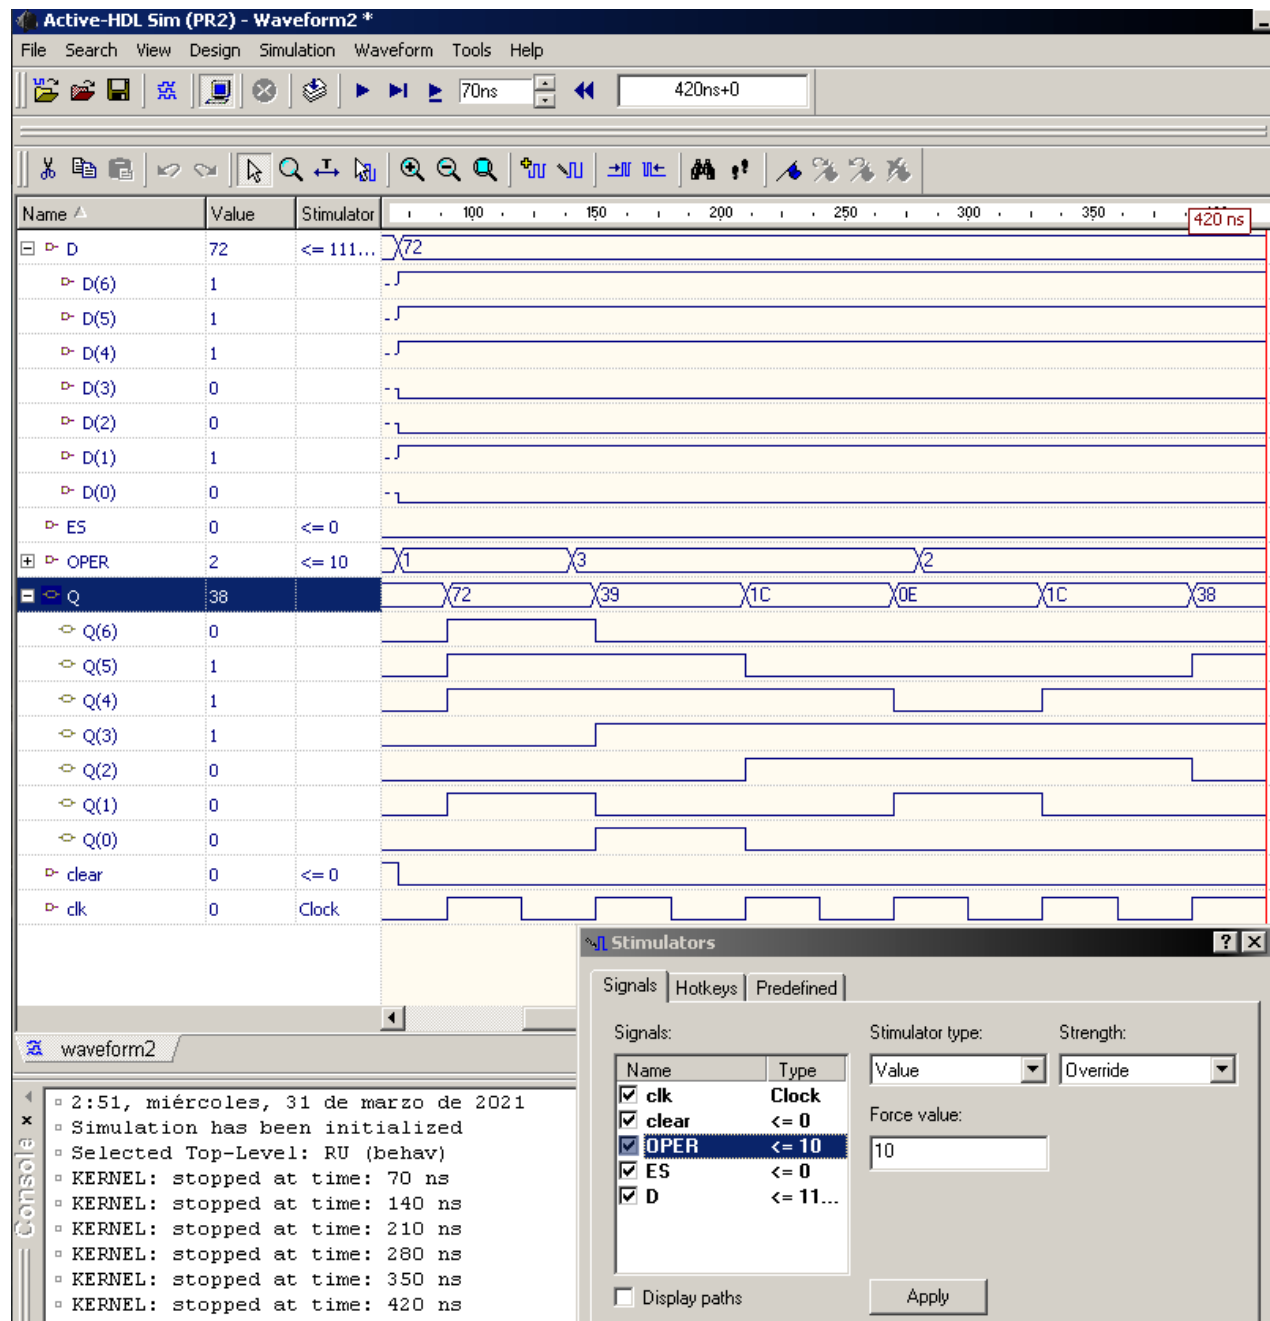 Active-HDL Sim (PR2) - Waveform2 *
File Search View Design Simulation Waveform Tools Help
70ns 420ns+0
Name Value Stimulator 100 150 200 250 300 350
420 ns
D 72 <= 111... 72
D(6) 1
D(5) 1
D(4) 1
D(3) 0
D(2) 0
D(1) 1
D(0) 0
ES 0 <= 0
OPER 2 <= 10 1 3 2
Q 38 72 39 1C 0E 1C 38
Q(6) 0
Q(5) 1
Q(4) 1
Q(3) 1
Q(2) 0
Q(1) 0
Q(0) 0
clear 0 <= 0
clk 0 Clock
waveform2
Console
2:51, miércoles, 31 de marzo de 2021
Simulation has been initialized
Selected Top-Level: RU (behav)
KERNEL: stopped at time: 70 ns
KERNEL: stopped at time: 140 ns
KERNEL: stopped at time: 210 ns
KERNEL: stopped at time: 280 ns
KERNEL: stopped at time: 350 ns
KERNEL: stopped at time: 420 ns
Stimulators
Signals Hotkeys Predefined
Signals: Stimulator type: Strength:
Name Type Value Override
clk Clock
clear <= 0 Force value:
OPER <= 10 10
ES <= 0
D <= 11...
Display paths Apply